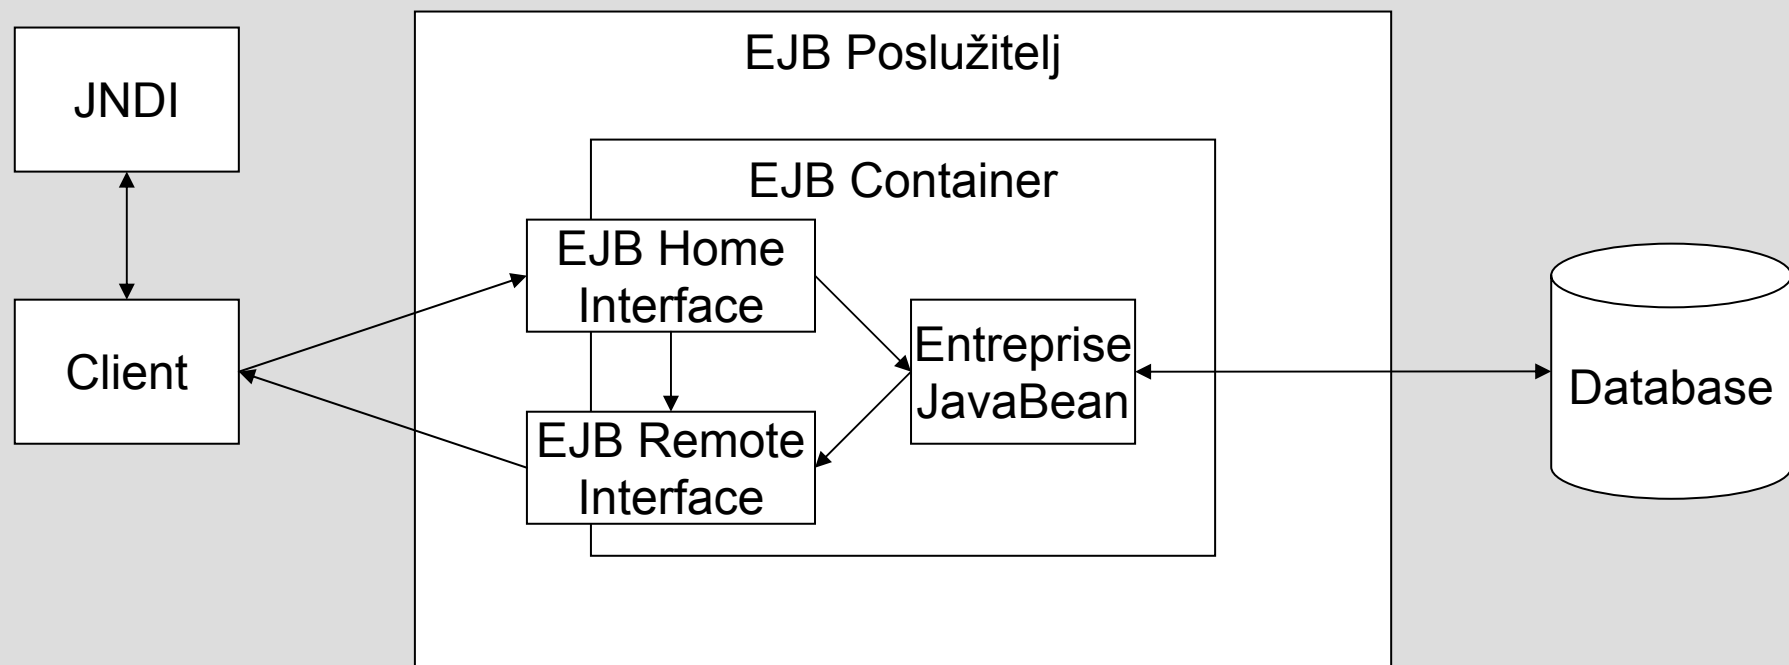 EJB Poslužitelj
JNDI
EJB Container
EJB Home
Interface
Client
Entreprise
JavaBean
EJB Remote
Interface
Database